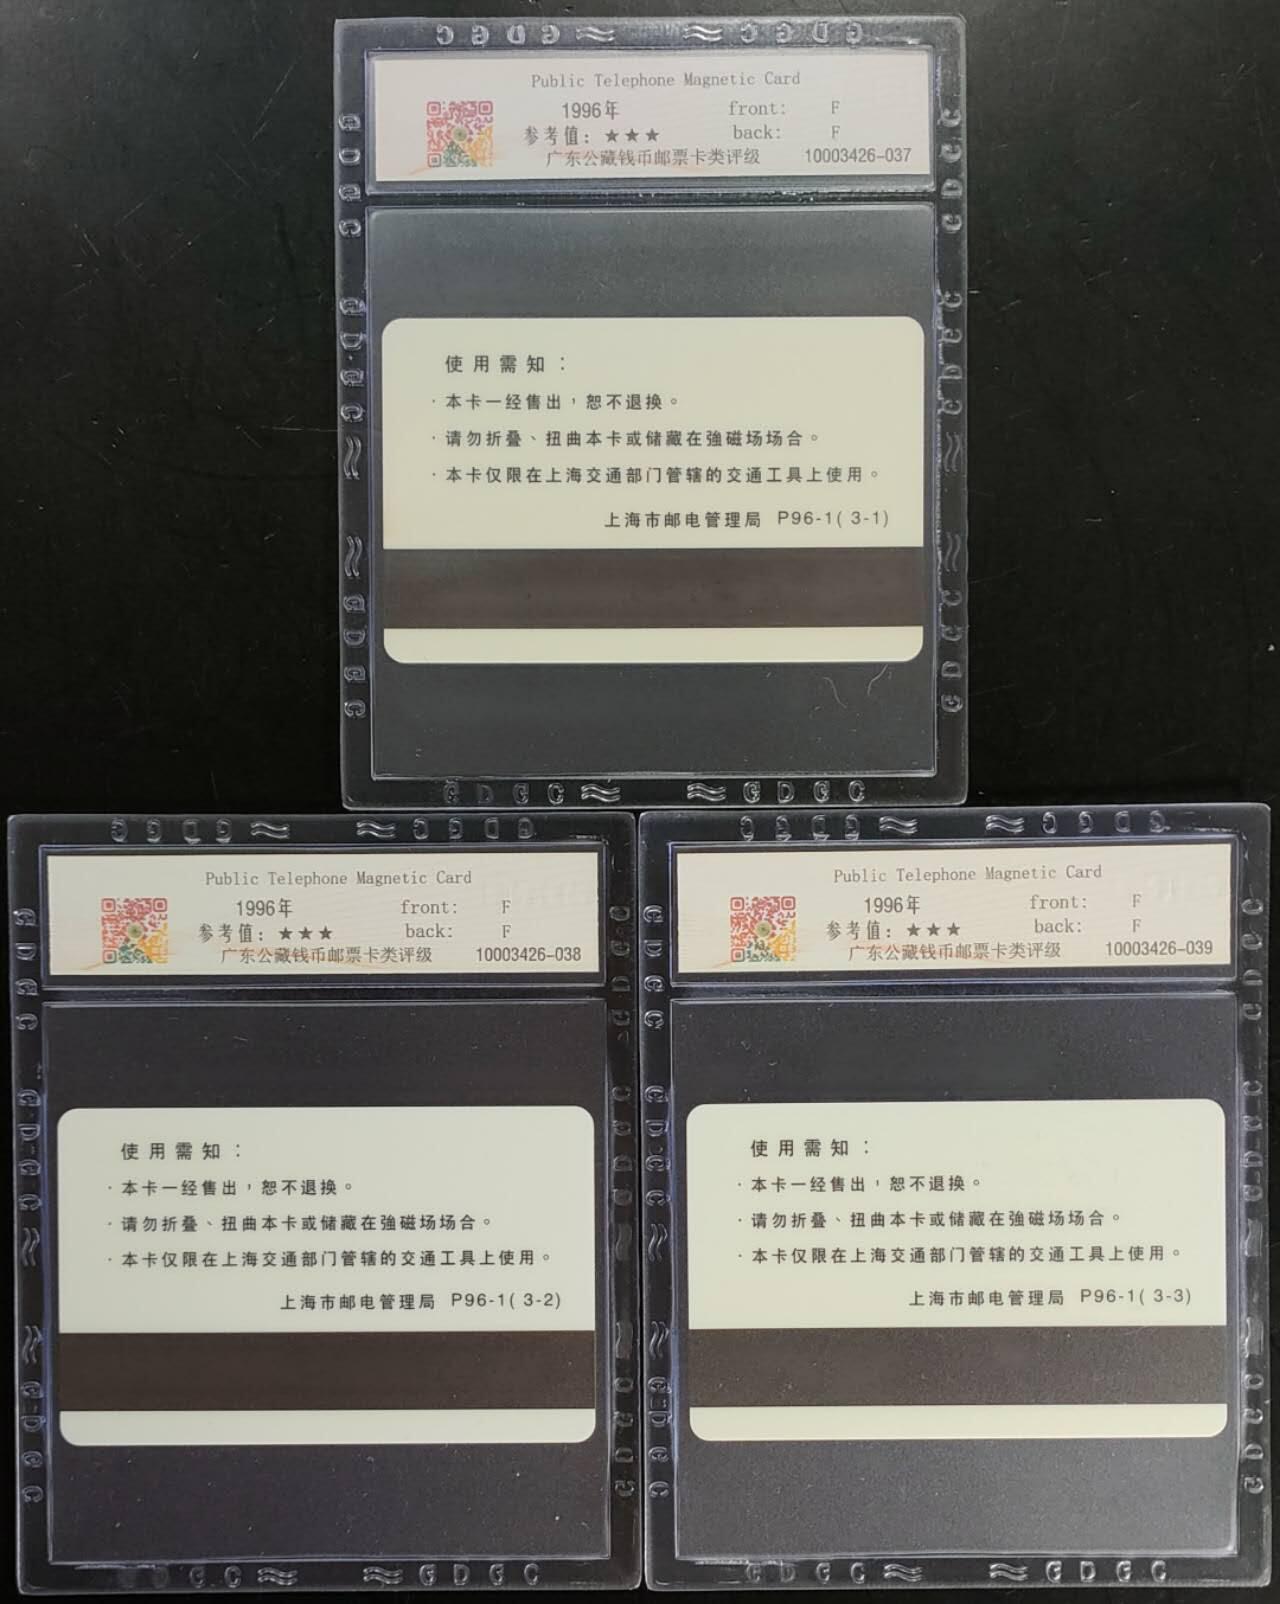 GDGC GDGC
Public Telephone Magnetic Card
1996年 front: F
参考值：★★★ back: F
广东公藏钱币邮票卡类评级 10003426-037
使用需知：
·本卡一经售出，恕不退换。
·请勿折叠、扭曲本卡或储藏在強磁场场合。
·本卡仅限在上海交通部门管辖的交通工具上使用。
上海市邮电管理局 P96-1( 3-1)
GDGC GDGC
Public Telephone Magnetic Card
1996年 front: F
参考值：★★★ back: F
广东公藏钱币邮票卡类评级 10003426-038
使用需知：
·本卡一经售出，恕不退换。
·请勿折叠、扭曲本卡或储藏在強磁场场合。
·本卡仅限在上海交通部门管辖的交通工具上使用。
上海市邮电管理局 P96-1( 3-2)
GDGC GDGC
Public Telephone Magnetic Card
1996年 front: F
参考值：★★★ back: F
广东公藏钱币邮票卡类评级 10003426-039
使用需知：
·本卡一经售出，恕不退换。
·请勿折叠、扭曲本卡或储藏在強磁场场合。
·本卡仅限在上海交通部门管辖的交通工具上使用。
上海市邮电管理局 P96-1( 3-3)
GDGC GDGC